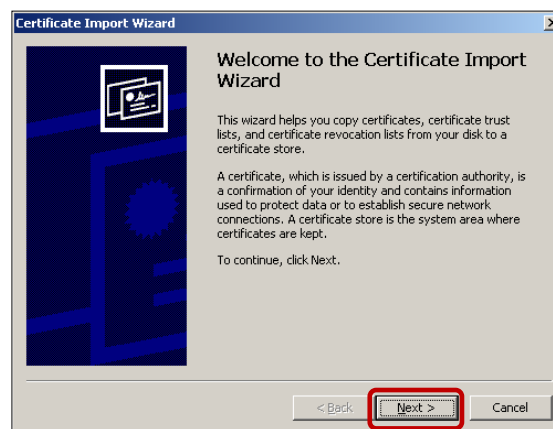 Certificate Import Wizard
Welcome to the Certificate Import
Wizard
This wizard helps you copy certificates, certificate trust
lists, and certificate revocation lists from your disk to a
certificate store.
A certificate, which is issued by a certification authority, is
a confirmation of your identity and contains information
used to protect data or to establish secure network
connections. A certificate store is the system area where
certificates are kept.
To continue, click Next.
< Back Next > Cancel